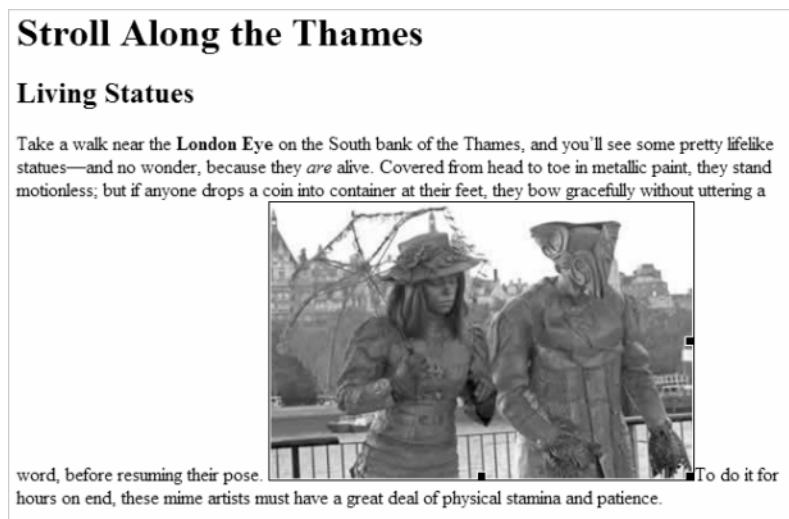 Stroll Along the Thames
Living Statues
Take a walk near the London Eye on the South bank of the Thames, and you’ll see some pretty lifelike
statues—and no wonder, because they are alive. Covered from head to toe in metallic paint, they stand
motionless; but if anyone drops a coin into container at their feet, they bow gracefully without uttering a
word, before resuming their pose. To do it for
hours on end, these mime artists must have a great deal of physical stamina and patience.